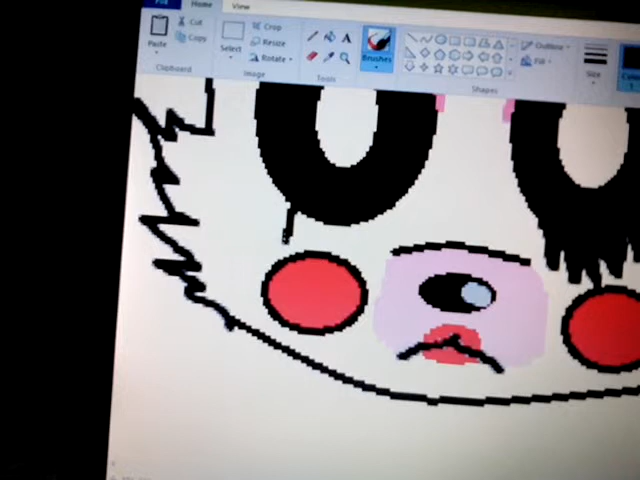 File Home View
Paste Cut
Copy
Clipboard
Select Crop
Resize
Rotate
Image
A
Tools
Brushes
Outline
Fill
Shapes
Size